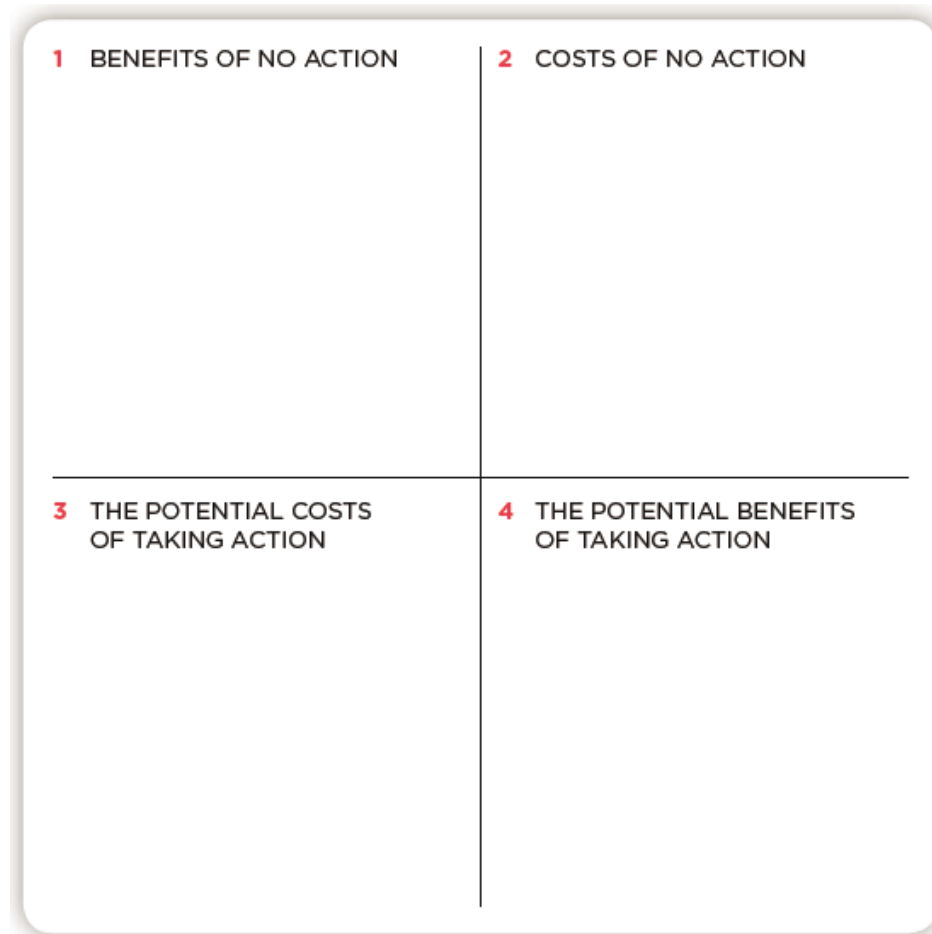 1 BENEFITS OF NO ACTION
2 COSTS OF NO ACTION
3 THE POTENTIAL COSTS
OF TAKING ACTION
4 THE POTENTIAL BENEFITS
OF TAKING ACTION